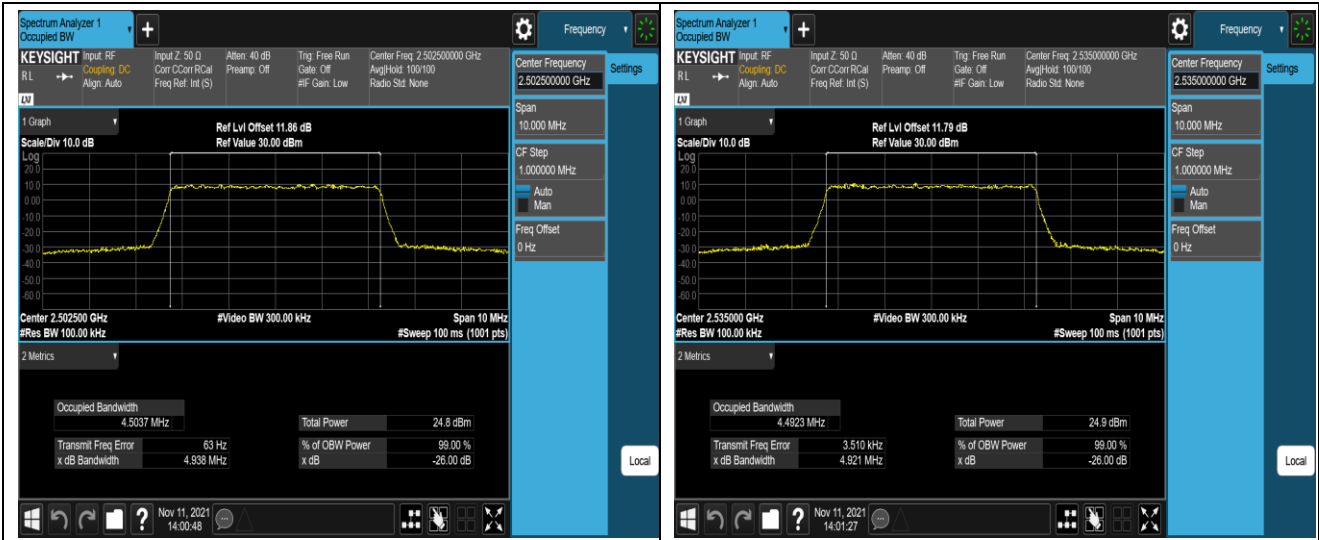 Spectrum Analyzer 1
Occupied BW
Frequency
KEYSIGHT
R L
LXI
Input: RF
Coupling: DC
Align: Auto
Input Z: 50 Ω
Corr CCorr RCal
Freq Ref: Int (S)
Atten: 40 dB
Preamp: Off
Trig: Free Run
Gate: Off
#IF Gain: Low
Center Freq: 2.502500000 GHz
Avg|Hold: 100/100
Radio Std: None
Center Frequency
2.502500000 GHz
Settings
Span
10.000 MHz
CF Step
1.000000 MHz
Auto
Man
Freq Offset
0 Hz
1 Graph
Scale/Div 10.0 dB
Ref Lvl Offset 11.86 dB
Ref Value 30.00 dBm
Log
20.0
10.0
0.00
-10.0
-20.0
-30.0
-40.0
-50.0
-60.0
Center 2.502500 GHz
#Res BW 100.00 kHz
#Video BW 300.00 kHz
Span 10 MHz
#Sweep 100 ms (1001 pts)
2 Metrics
Occupied Bandwidth
4.5037 MHz
Total Power 24.8 dBm
Transmit Freq Error 63 Hz
% of OBW Power 99.00 %
x dB Bandwidth 4.938 MHz
x dB -26.00 dB
Local
?
Nov 11, 2021
14:00:48
Spectrum Analyzer 1
Occupied BW
Frequency
KEYSIGHT
R L
LXI
Input: RF
Coupling: DC
Align: Auto
Input Z: 50 Ω
Corr CCorr RCal
Freq Ref: Int (S)
Atten: 40 dB
Preamp: Off
Trig: Free Run
Gate: Off
#IF Gain: Low
Center Freq: 2.535000000 GHz
Avg|Hold: 100/100
Radio Std: None
Center Frequency
2.535000000 GHz
Settings
Span
10.000 MHz
CF Step
1.000000 MHz
Auto
Man
Freq Offset
0 Hz
1 Graph
Scale/Div 10.0 dB
Ref Lvl Offset 11.79 dB
Ref Value 30.00 dBm
Log
20.0
10.0
0.00
-10.0
-20.0
-30.0
-40.0
-50.0
-60.0
Center 2.535000 GHz
#Res BW 100.00 kHz
#Video BW 300.00 kHz
Span 10 MHz
#Sweep 100 ms (1001 pts)
2 Metrics
Occupied Bandwidth
4.4923 MHz
Total Power 24.9 dBm
Transmit Freq Error 3.510 kHz
% of OBW Power 99.00 %
x dB Bandwidth 4.921 MHz
x dB -26.00 dB
Local
?
Nov 11, 2021
14:01:27